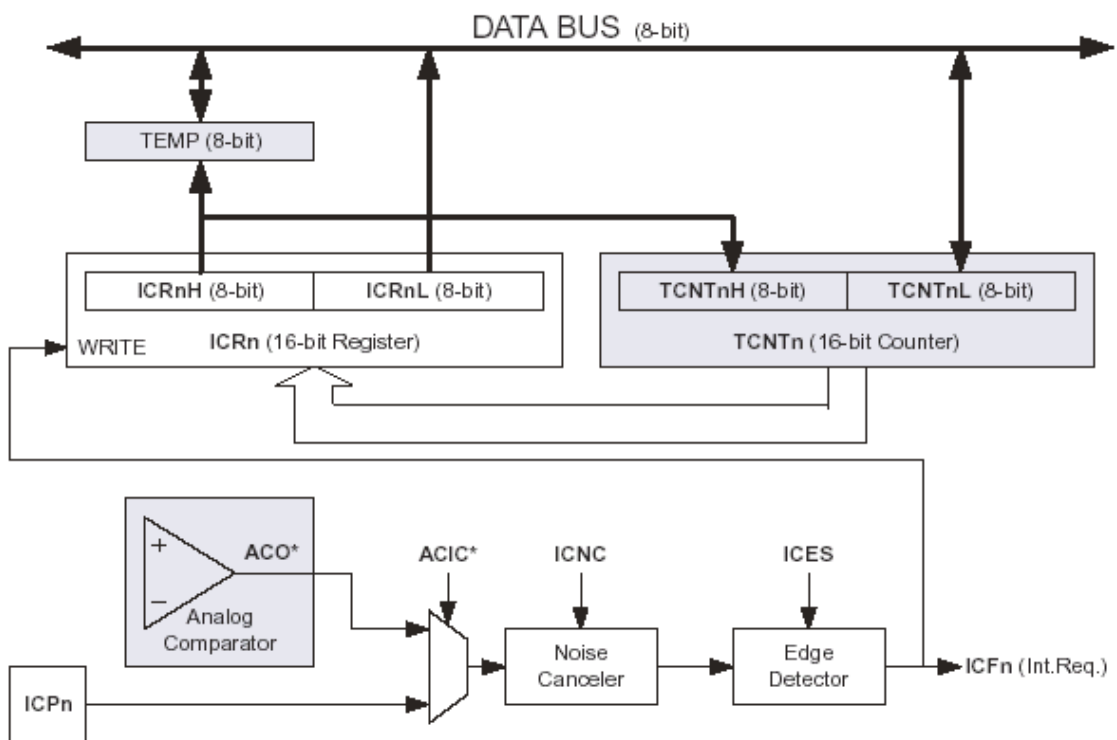 DATA BUS (8-bit)
TEMP (8-bit)
ICRnH (8-bit) ICRnL (8-bit)
TCNTnH (8-bit) TCNTnL (8-bit)
WRITE
ICRn (16-bit Register)
TCNTn (16-bit Counter)
+
−
ACO*
Analog
Comparator
ACIC*
ICNC
ICES
Noise
Canceler
Edge
Detector
ICFn (Int.Req.)
ICPn